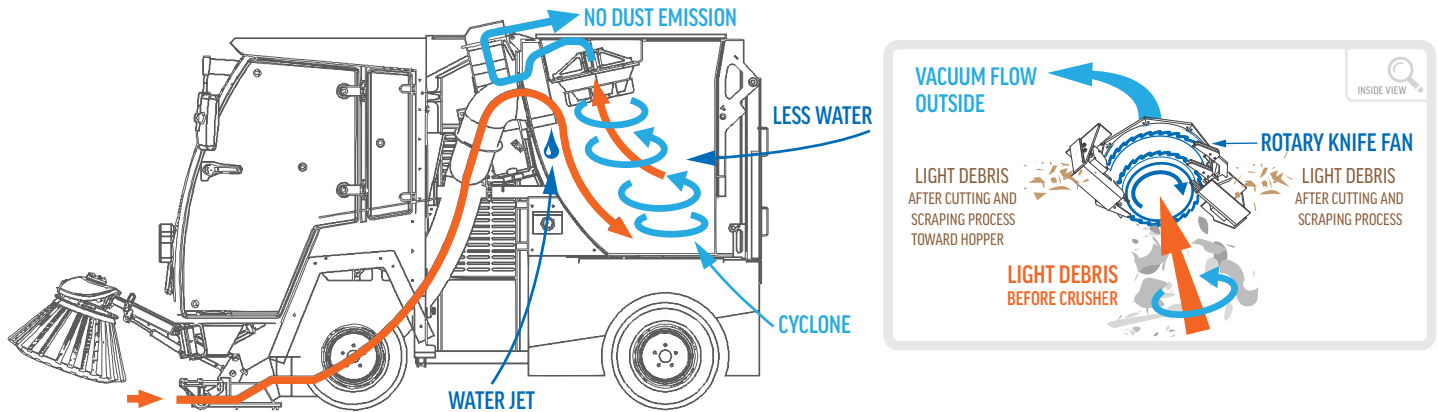 NO DUST EMISSION
LESS WATER
CYCLONE
WATER JET
VACUUM FLOW
OUTSIDE
INSIDE VIEW
ROTARY KNIFE FAN
LIGHT DEBRIS
AFTER CUTTING AND
SCRAPING PROCESS
TOWARD HOPPER
LIGHT DEBRIS
AFTER CUTTING AND
SCRAPING PROCESS
LIGHT DEBRIS
BEFORE CRUSHER